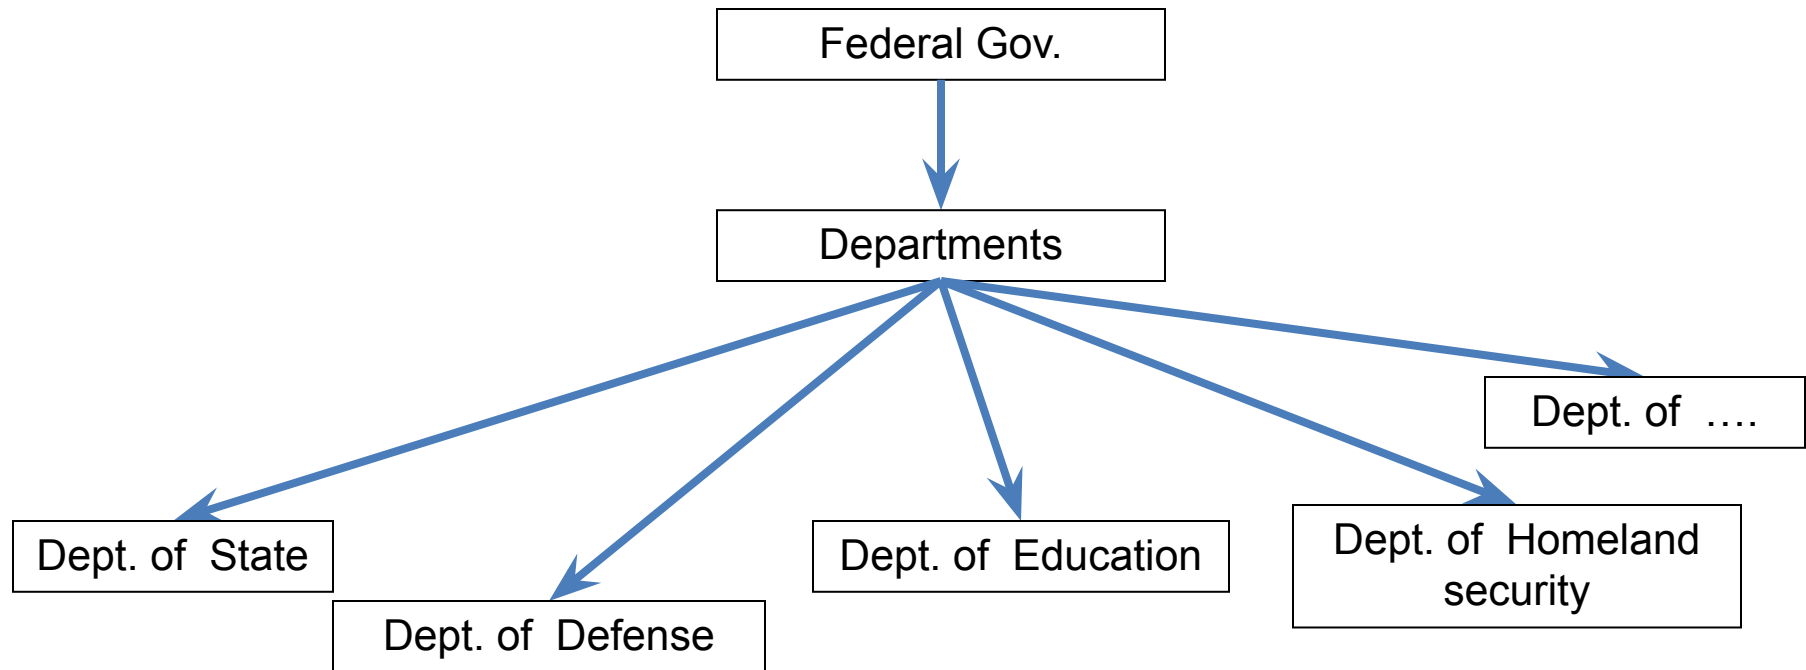 Federal Gov.
Departments
Dept. of  ....
Dept. of  State
Dept. of  Defense
Dept. of  Education
Dept. of  Homeland
security